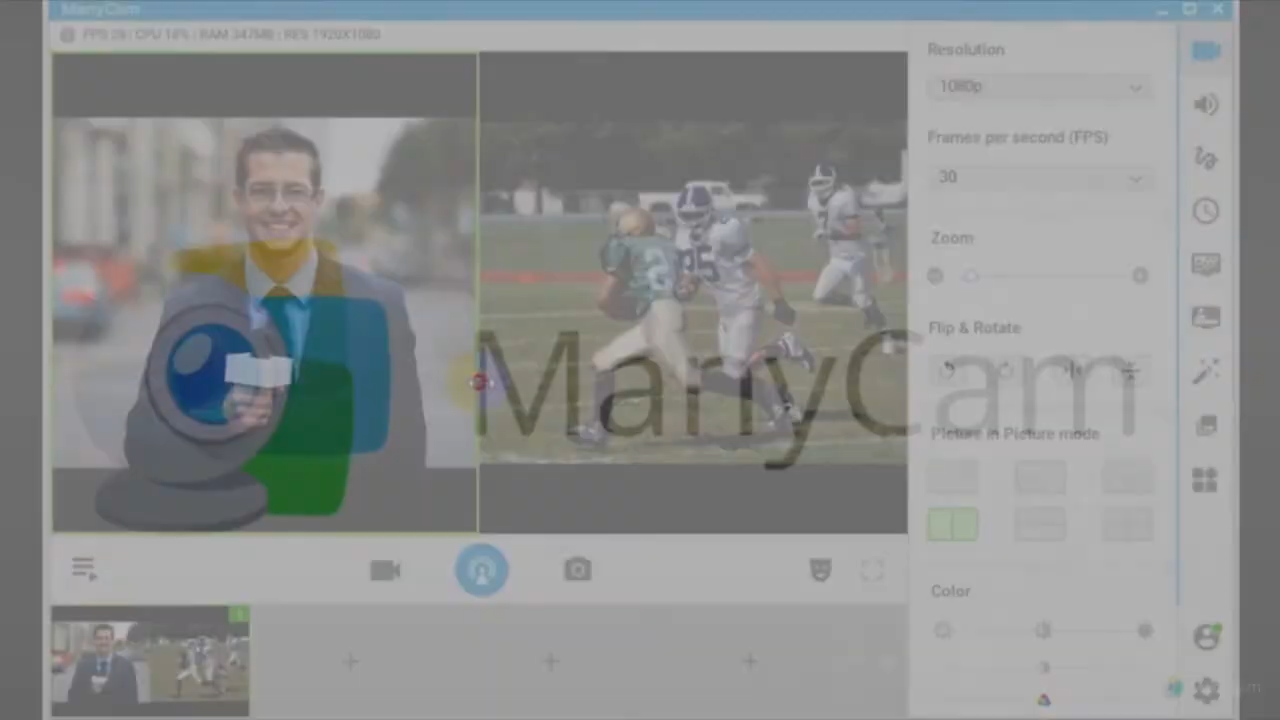 ManyCam
FPS 29 | CPU 18% | RAM 347MB | RES 1920X1080
Resolution
1080p
Frames per second (FPS)
30
Zoom
Flip & Rotate
ManyCam
Picture in Picture mode
Color